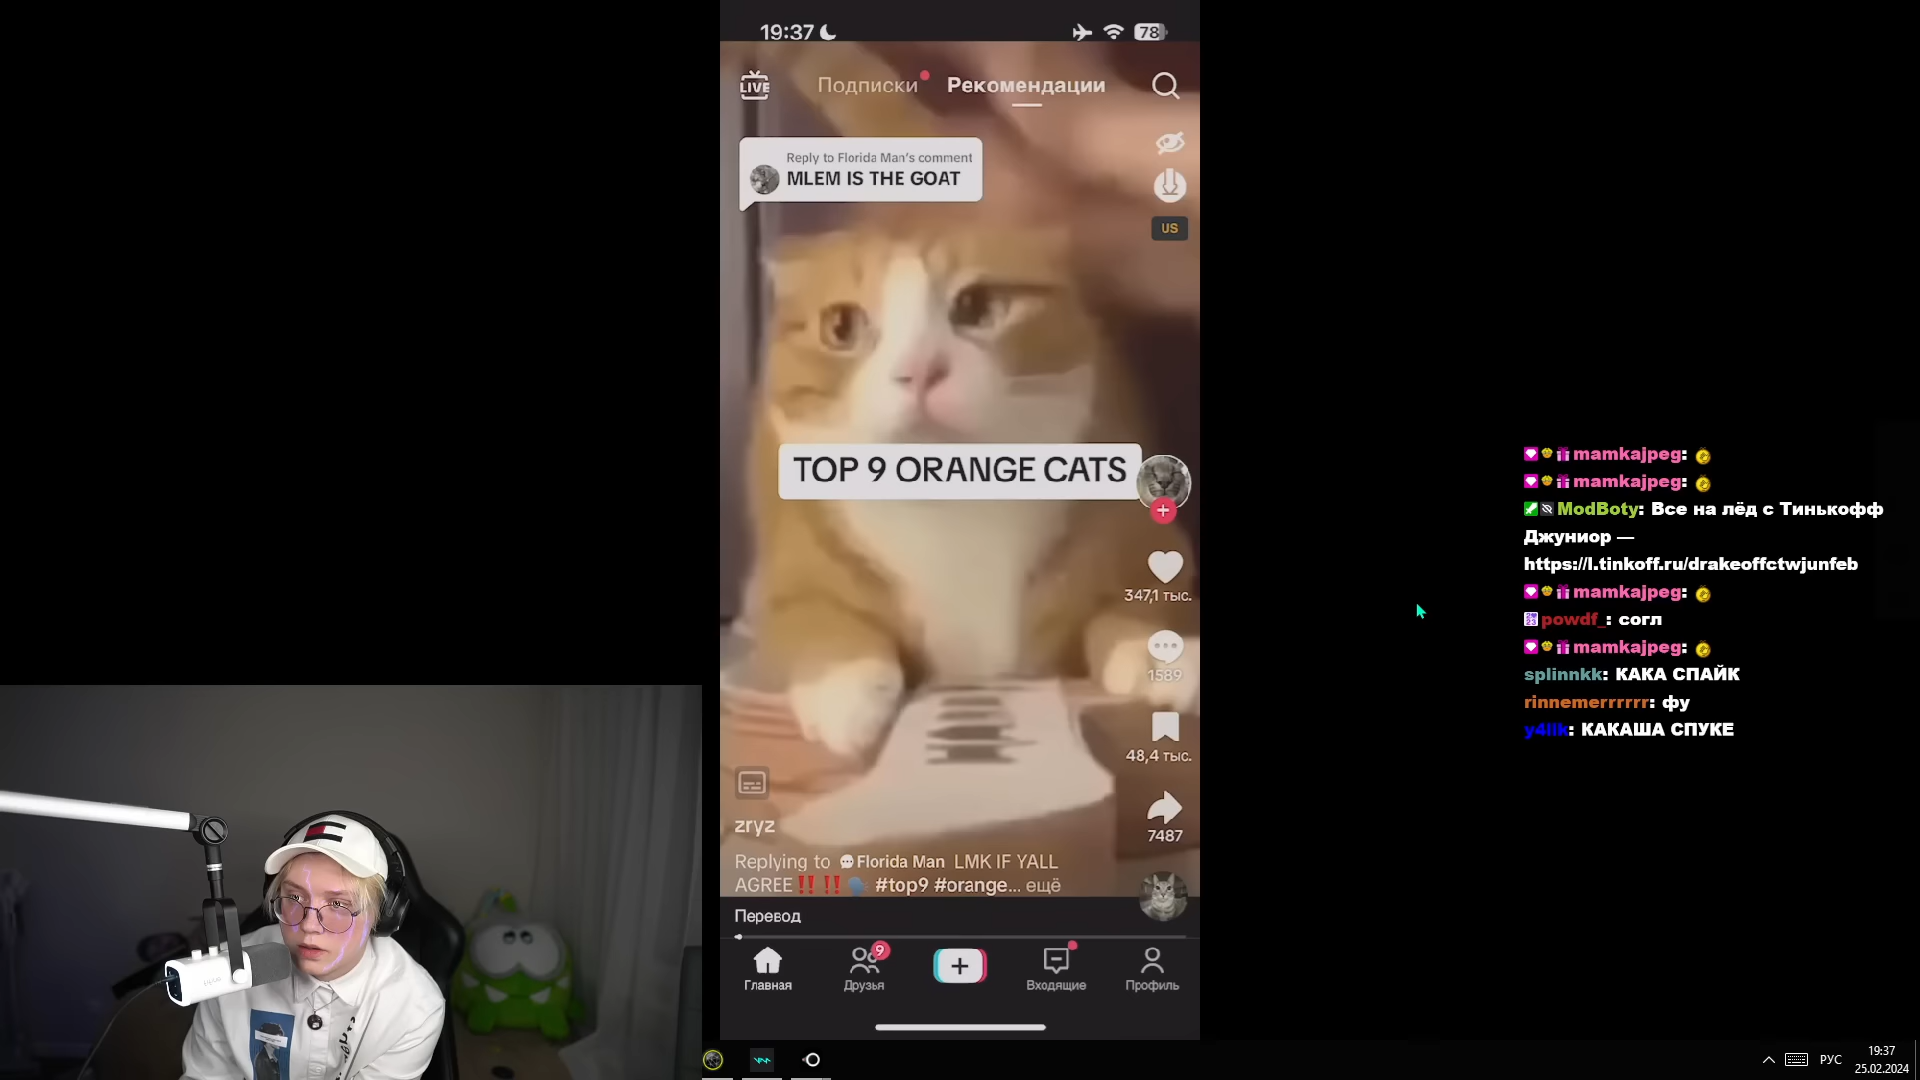 19:37
78
LIVE
Подписки
Рекомендации
Reply to Florida Man's comment
MLEM IS THE GOAT
US
TOP 9 ORANGE CATS
347,1 тыс.
1589
48,4 тыс.
7487
zryz
Replying to 💬Florida Man LMK IF YALL
AGREE‼️‼️🗣️ #top9 #orange... ещё
Перевод
Главная
9
Друзья
Входящие
Профиль
mamkajpeg:
mamkajpeg:
ModBoty: Все на лёд с Тинькофф
Джуниор —
https://l.tinkoff.ru/drakeoffctwjunfeb
mamkajpeg:
powdf_: согл
mamkajpeg:
splinnkk: КАКА СПАЙК
rinnemerrrrrr: фу
КАКАША СПУКЕ
РУС
19:37
25.02.2024